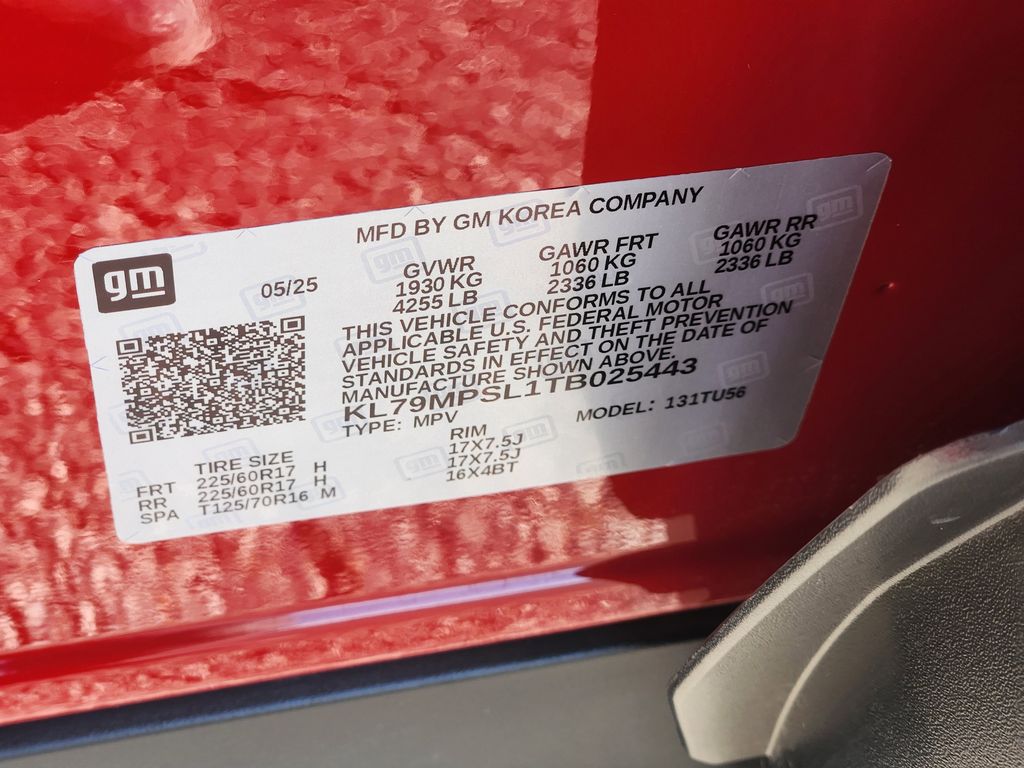 MFD BY GM KOREA COMPANY
gm
05/25
GVWR
1930 KG
4255 LB
GAWR FRT
1060 KG
2336 LB
GAWR RR
1060 KG
2336 LB
THIS VEHICLE CONFORMS TO ALL
APPLICABLE U.S. FEDERAL MOTOR
VEHICLE SAFETY AND THEFT PREVENTION
STANDARDS IN EFFECT ON THE DATE OF
MANUFACTURE SHOWN ABOVE.
KL79MPSL1TB025443
TYPE: MPV MODEL: 131TU56
TIRE SIZE RIM
FRT 225/60R17 H 17X7.5J
RR 225/60R17 H 17X7.5J
SPA T125/70R16 M 16X4BT